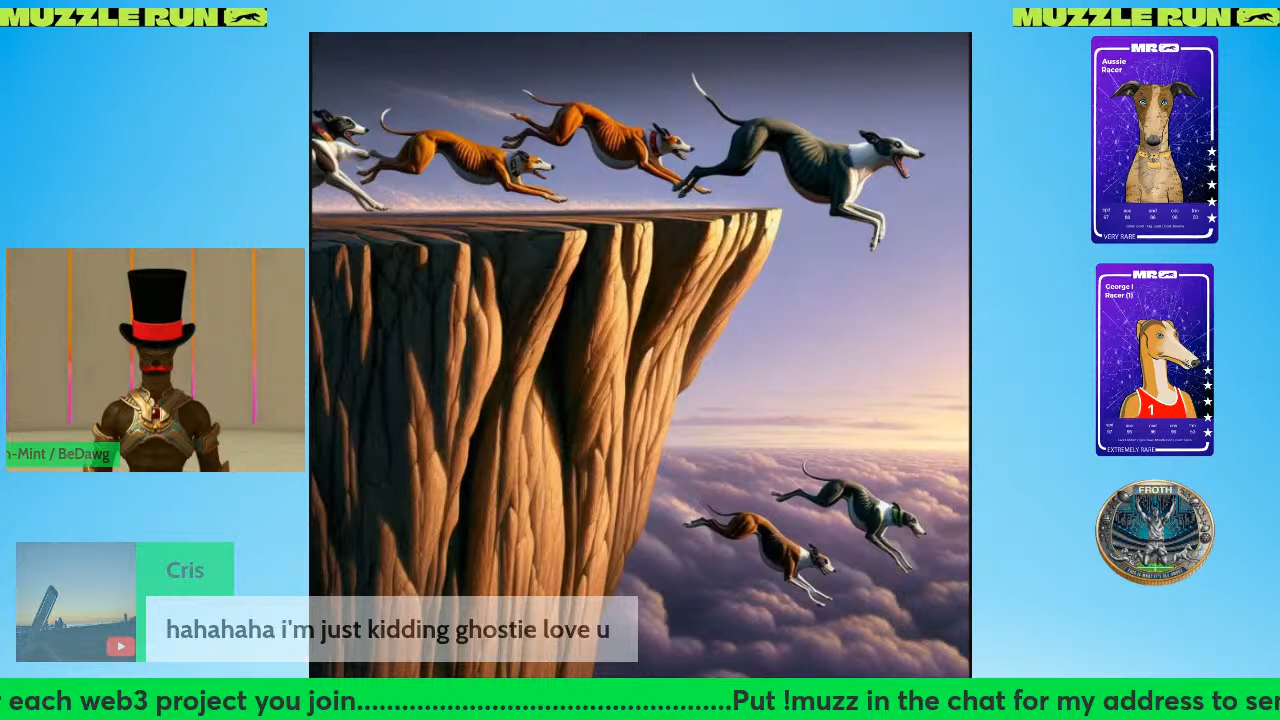 MUZZLE RUN
MUZZLE RUN
MR
Aussie
Racer
VERY RARE
MR
George I
Racer (1)
1
EXTREMELY RARE
FROTH
n-Mint / BeDawg
Cris
hahahaha i'm just kidding ghostie love u
each web3 project you join..................................................Put !muzz in the chat for my address to se